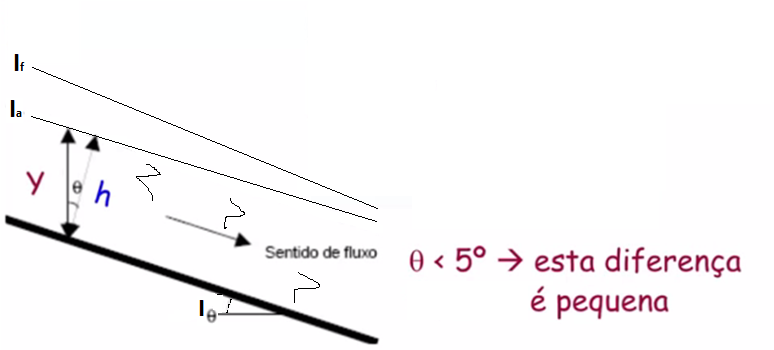 If
Ia
y
θ
h
Sentido de fluxo
Iθ
θ < 5º → esta diferença
é pequena